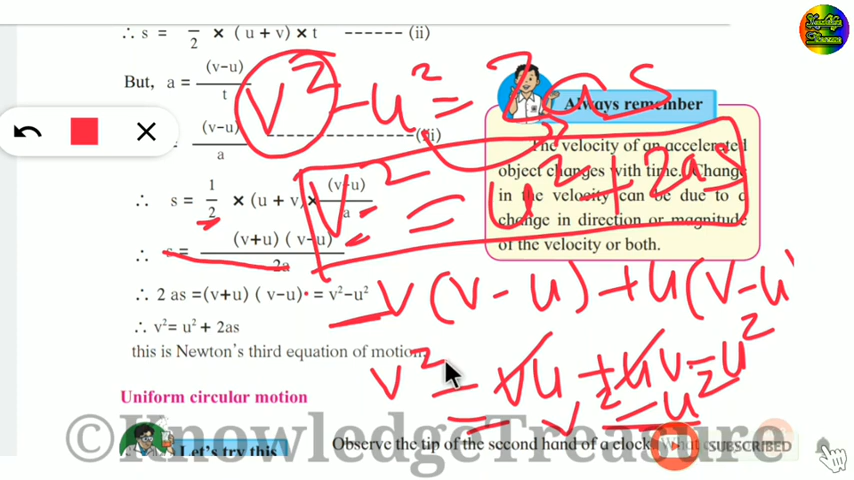 ∴ s = 1/2 × (u + v) × t ------ (ii)
But, a = (v–u)/t
v² – u² = 2as
Always remember
= (v–u)/a ---------------- (iii)
The velocity of an accelerated
object changes with time. Change
in the velocity can be due to a
change in direction or magnitude
of the velocity or both.
∴ s = 1/2 × (u + v) × (v–u)/a
v² = u² + 2as
∴ s = (v+u) ( v–u)/2a
∴ 2 as =(v+u) ( v–u) = v²–u²
v(v – u) + u(v – u)
∴ v²= u² + 2as
this is Newton's third equation of motion.
v² – vu + uv – u²
= v² – u²
Uniform circular motion
Let's try this
Observe the tip of the second hand of a clock
©KnowledgeTreasure
SUBSCRIBED